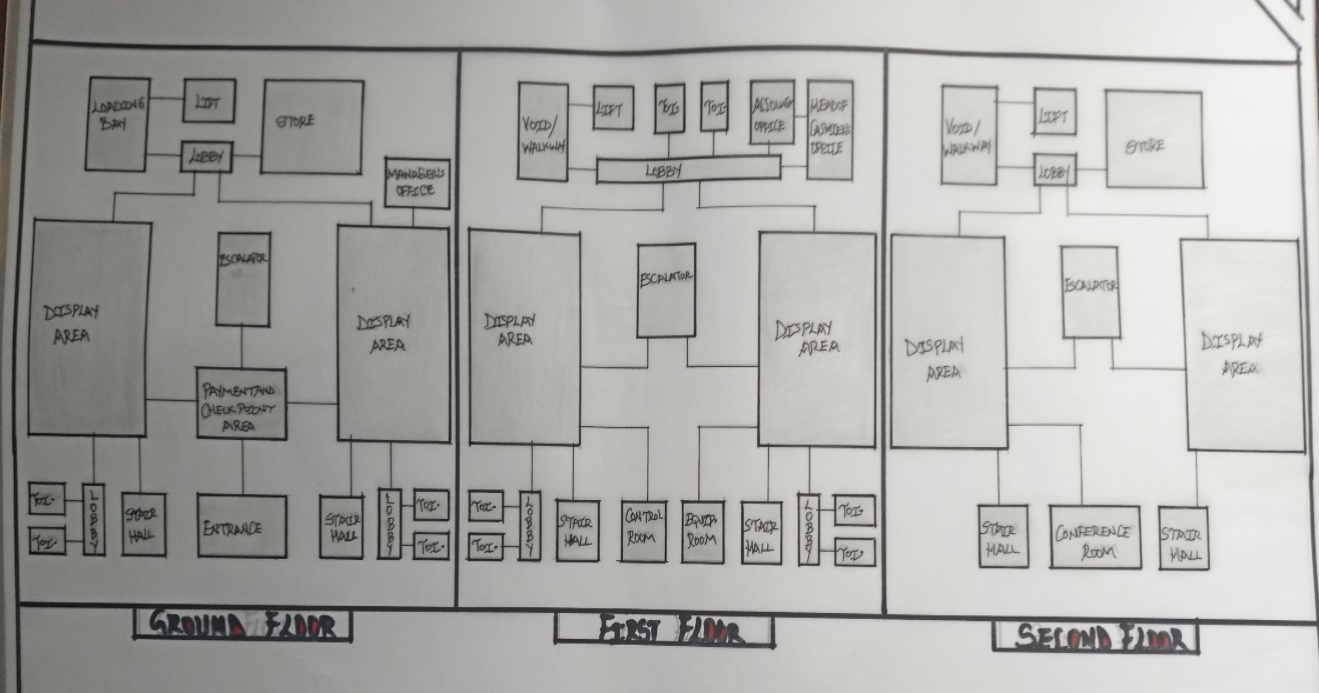 LOADING
BAY
LIFT
STORE
LOBBY
MANAGER'S
OFFICE
DISPLAY
AREA
ESCALATOR
DISPLAY
AREA
PAYMENT AND
CHECKPOINT
AREA
TOI.
TOI.
LOBBY
STAIR
HALL
ENTRANCE
STAIR
HALL
LOBBY
TOI.
TOI.
GROUND FLOOR
VOID/
WALKWAY
LIFT
TOI.
TOI.
OFFICE
HEAD OF
OFFICE
LOBBY
DISPLAY
AREA
ESCALATOR
DISPLAY
AREA
TOI.
TOI.
LOBBY
STAIR
HALL
CONTROL
ROOM
EQUIP.
ROOM
STAIR
HALL
LOBBY
TOI.
TOI.
FIRST FLOOR
VOID/
WALKWAY
LIFT
STORE
LOBBY
DISPLAY
AREA
ESCALATOR
DISPLAY
AREA
STAIR
HALL
CONFERENCE
ROOM
STAIR
HALL
SECOND FLOOR